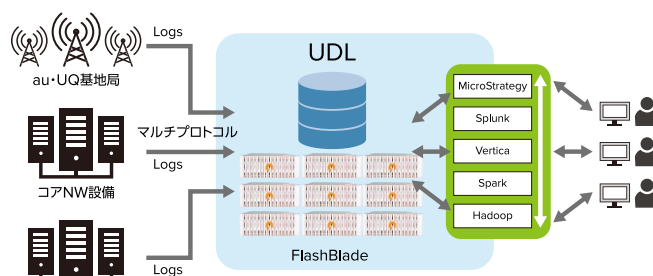 Logs
au・UQ基地局
マルチプロトコル
Logs
コアNW設備
Logs
UDL
FlashBlade
MicroStrategy
Splunk
Vertica
Spark
Hadoop